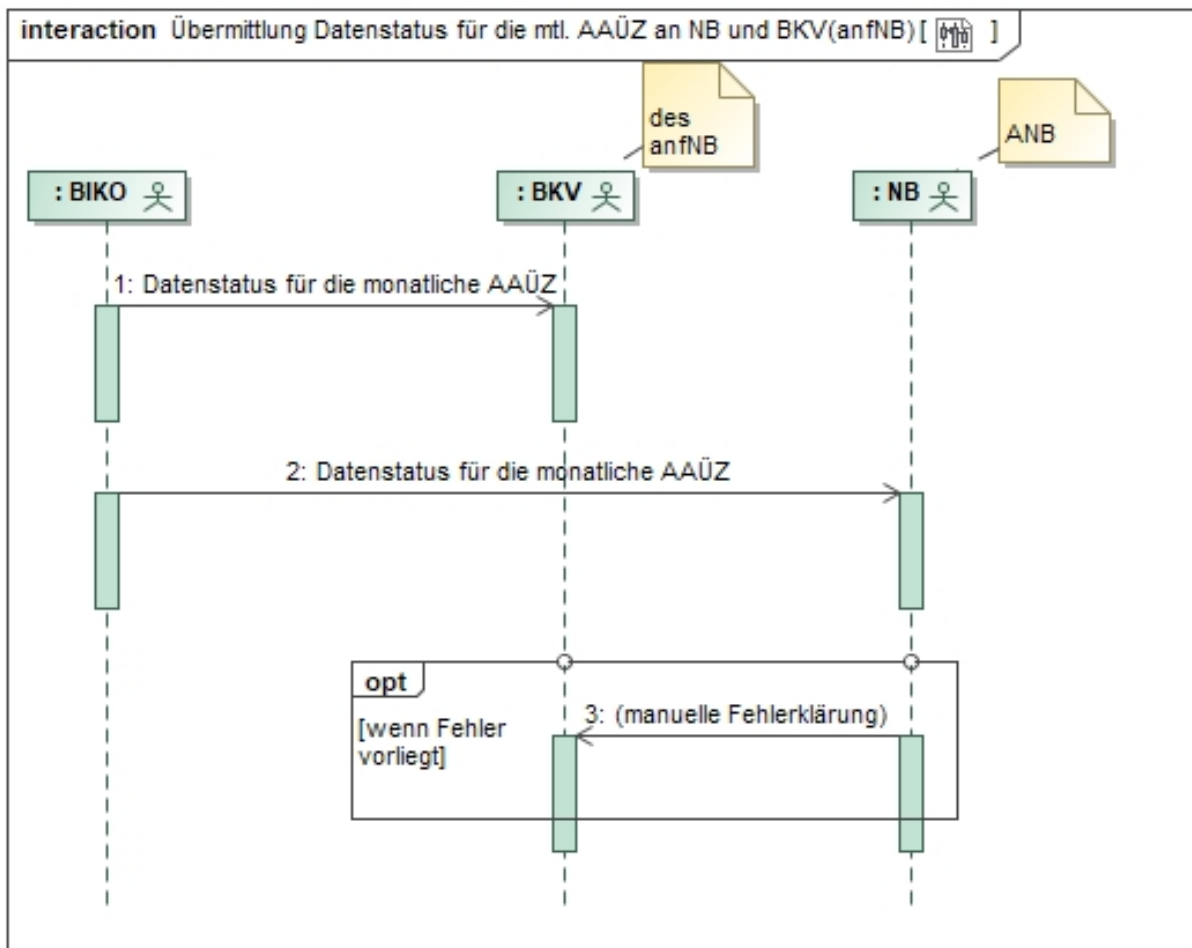 interaction Übermittlung Datenstatus für die mtl. AAÜZ an NB und BKV(anfNB) [ ]
des
anfNB
ANB
: BIKO
: BKV
: NB
1: Datenstatus für die monatliche AAÜZ
2: Datenstatus für die monatliche AAÜZ
opt
[wenn Fehler
vorliegt]
3: (manuelle Fehlerklärung)